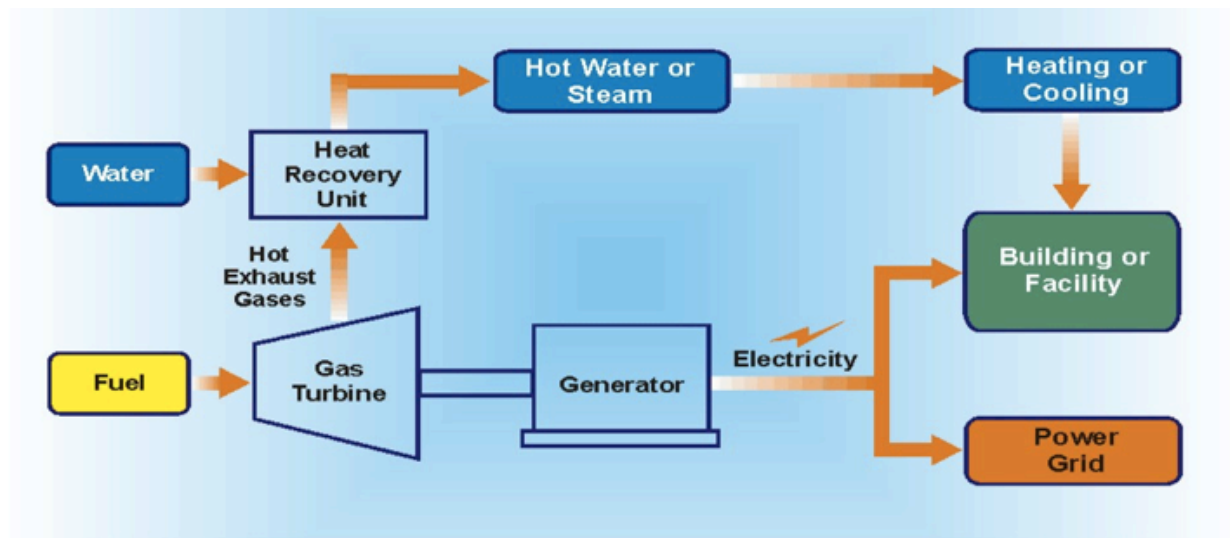 Hot Water or
Steam
Heating or
Cooling
Water
Heat
Recovery
Unit
Hot
Exhaust
Gases
Building or
Facility
Fuel
Gas
Turbine
Generator
Electricity
Power
Grid